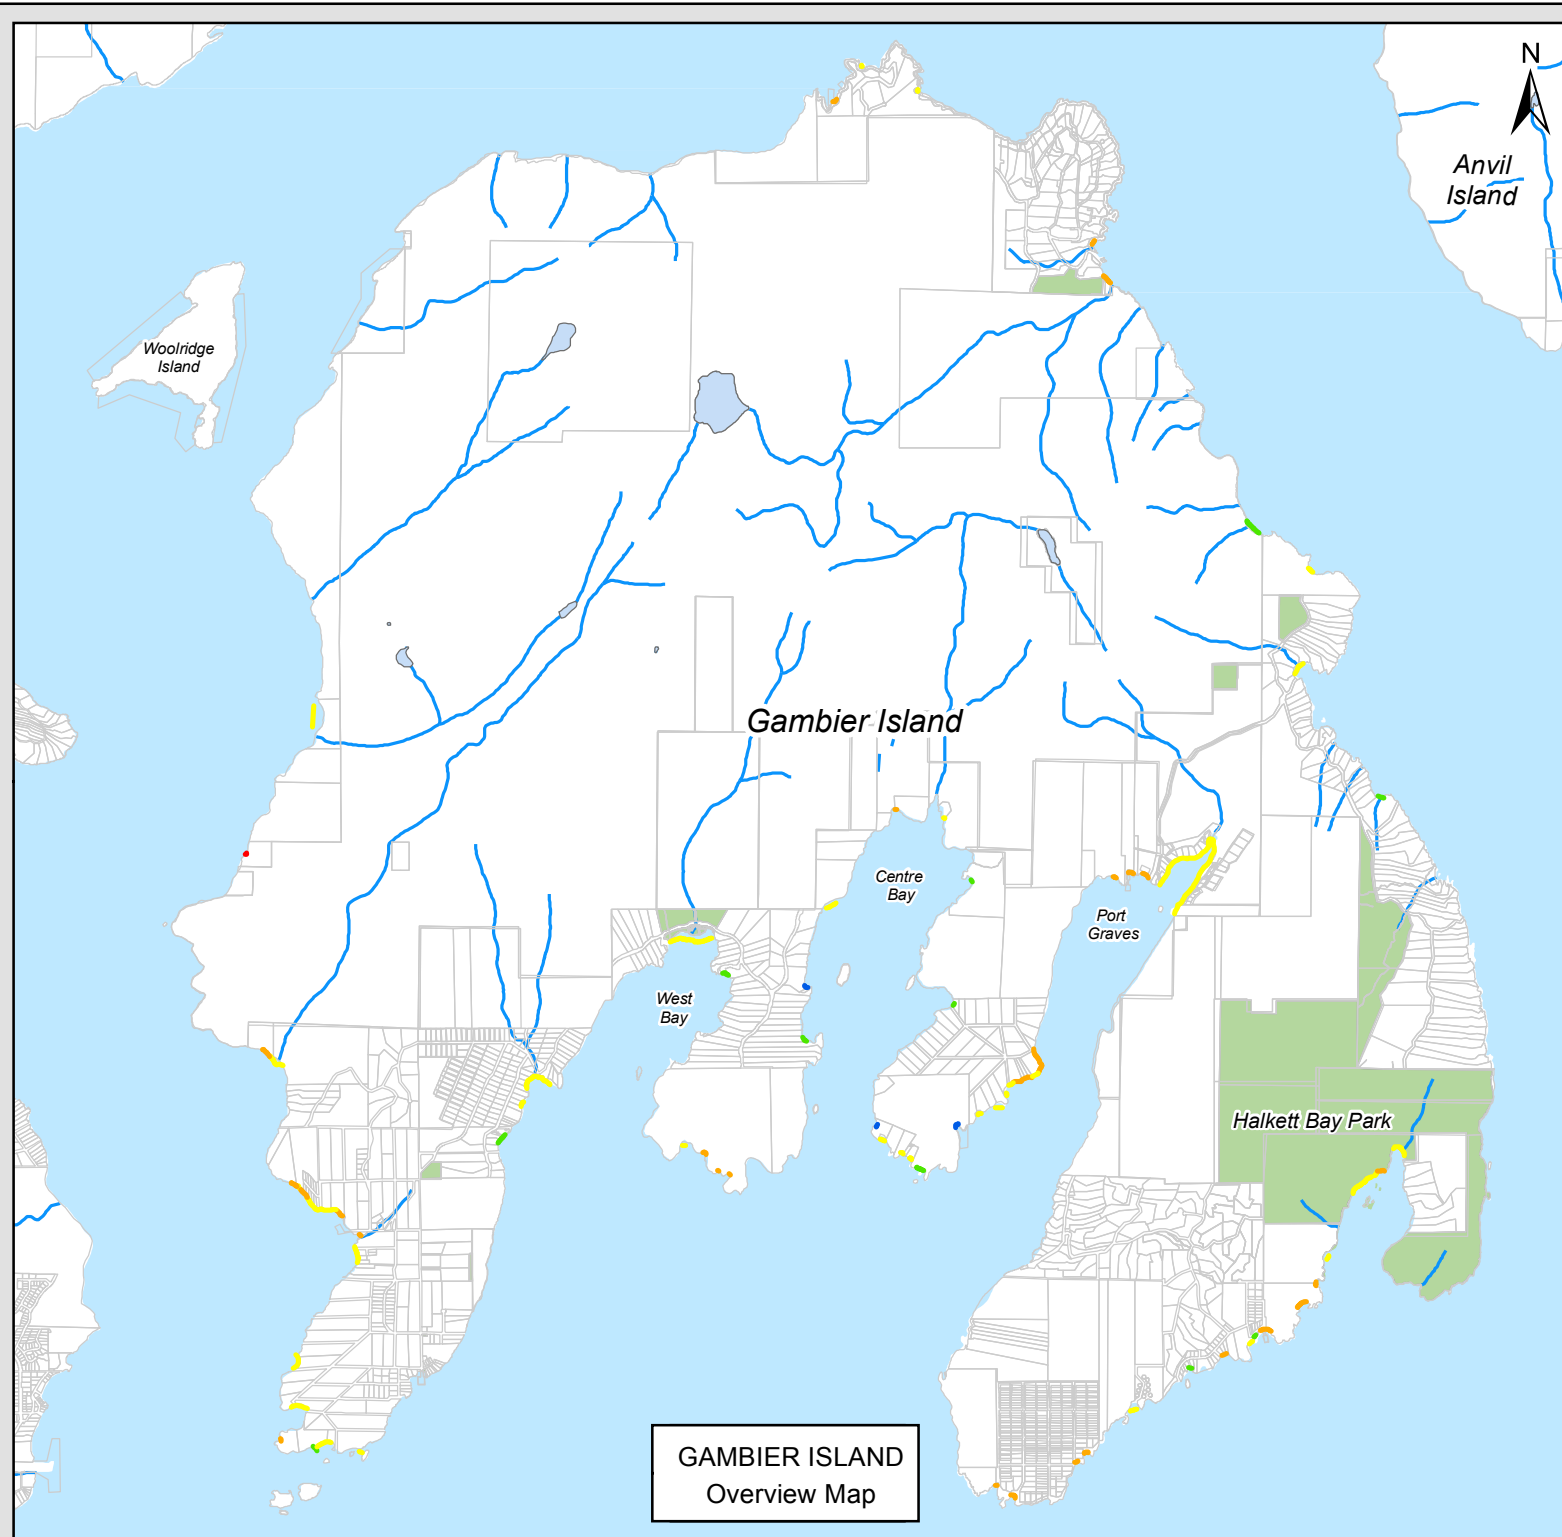 N
Anvil
Island
Woolridge
Island
Gambier Island
Centre
Bay
Port
Graves
West
Bay
Halkett Bay Park
GAMBIER ISLAND
Overview Map